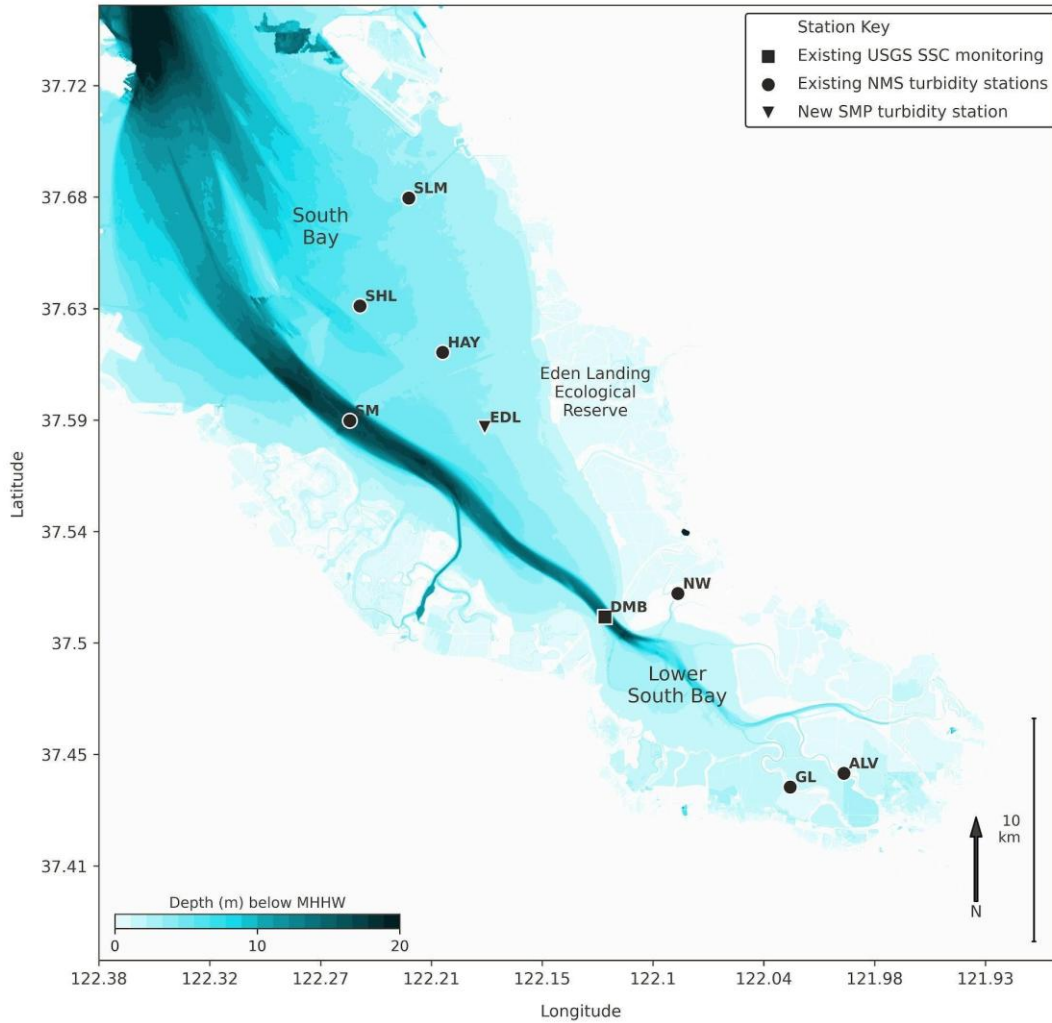 Station Key
Existing USGS SSC monitoring
Existing NMS turbidity stations
New SMP turbidity station
37.72
37.68
37.63
37.59
37.54
37.5
37.45
37.41
Latitude
SLM
South
Bay
SHL
HAY
Eden Landing
Ecological
Reserve
SM
EDL
NW
DMB
Lower
South Bay
GL
ALV
10
km
N
Depth (m) below MHHW
0
10
20
122.38
122.32
122.27
122.21
122.15
122.1
122.04
121.98
121.93
Longitude